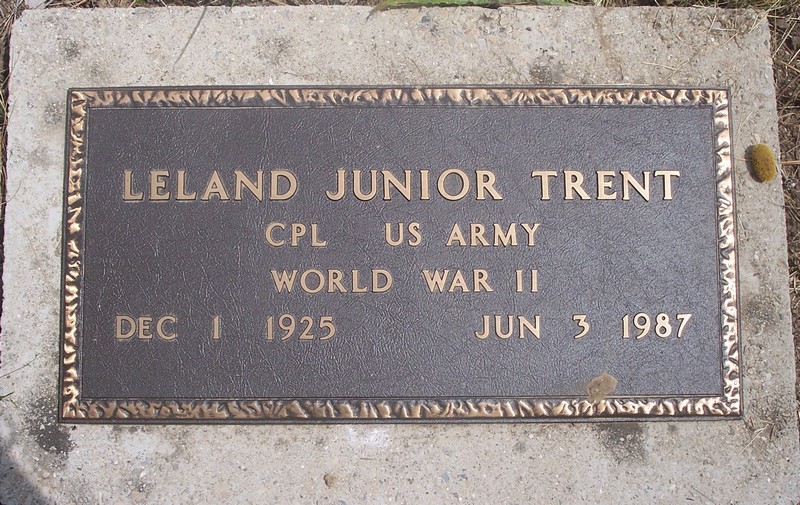 LELAND JUNIOR TRENT
CPL US ARMY
WORLD WAR II
DEC 1 1925 JUN 3 1987